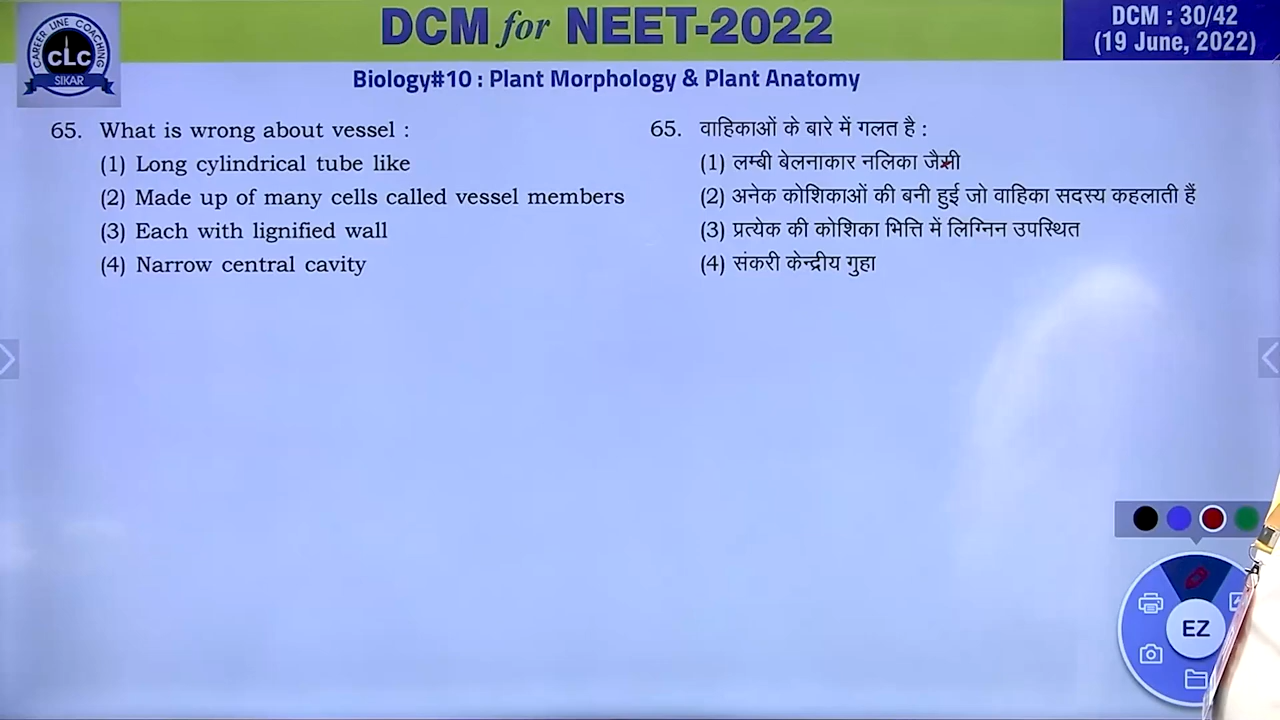 CAREER LINE COACHING
CLC
SIKAR
DCM for NEET-2022
DCM : 30/42
(19 June, 2022)
Biology#10 : Plant Morphology & Plant Anatomy
65. What is wrong about vessel :
(1) Long cylindrical tube like
(2) Made up of many cells called vessel members
(3) Each with lignified wall
(4) Narrow central cavity
65. वाहिकाओं के बारे में गलत है :
(1) लम्बी बेलनाकार नलिका जैसी
(2) अनेक कोशिकाओं की बनी हुई जो वाहिका सदस्य कहलाती हैं
(3) प्रत्येक की कोशिका भित्ति में लिग्निन उपस्थित
(4) संकरी केन्द्रीय गुहा
EZ